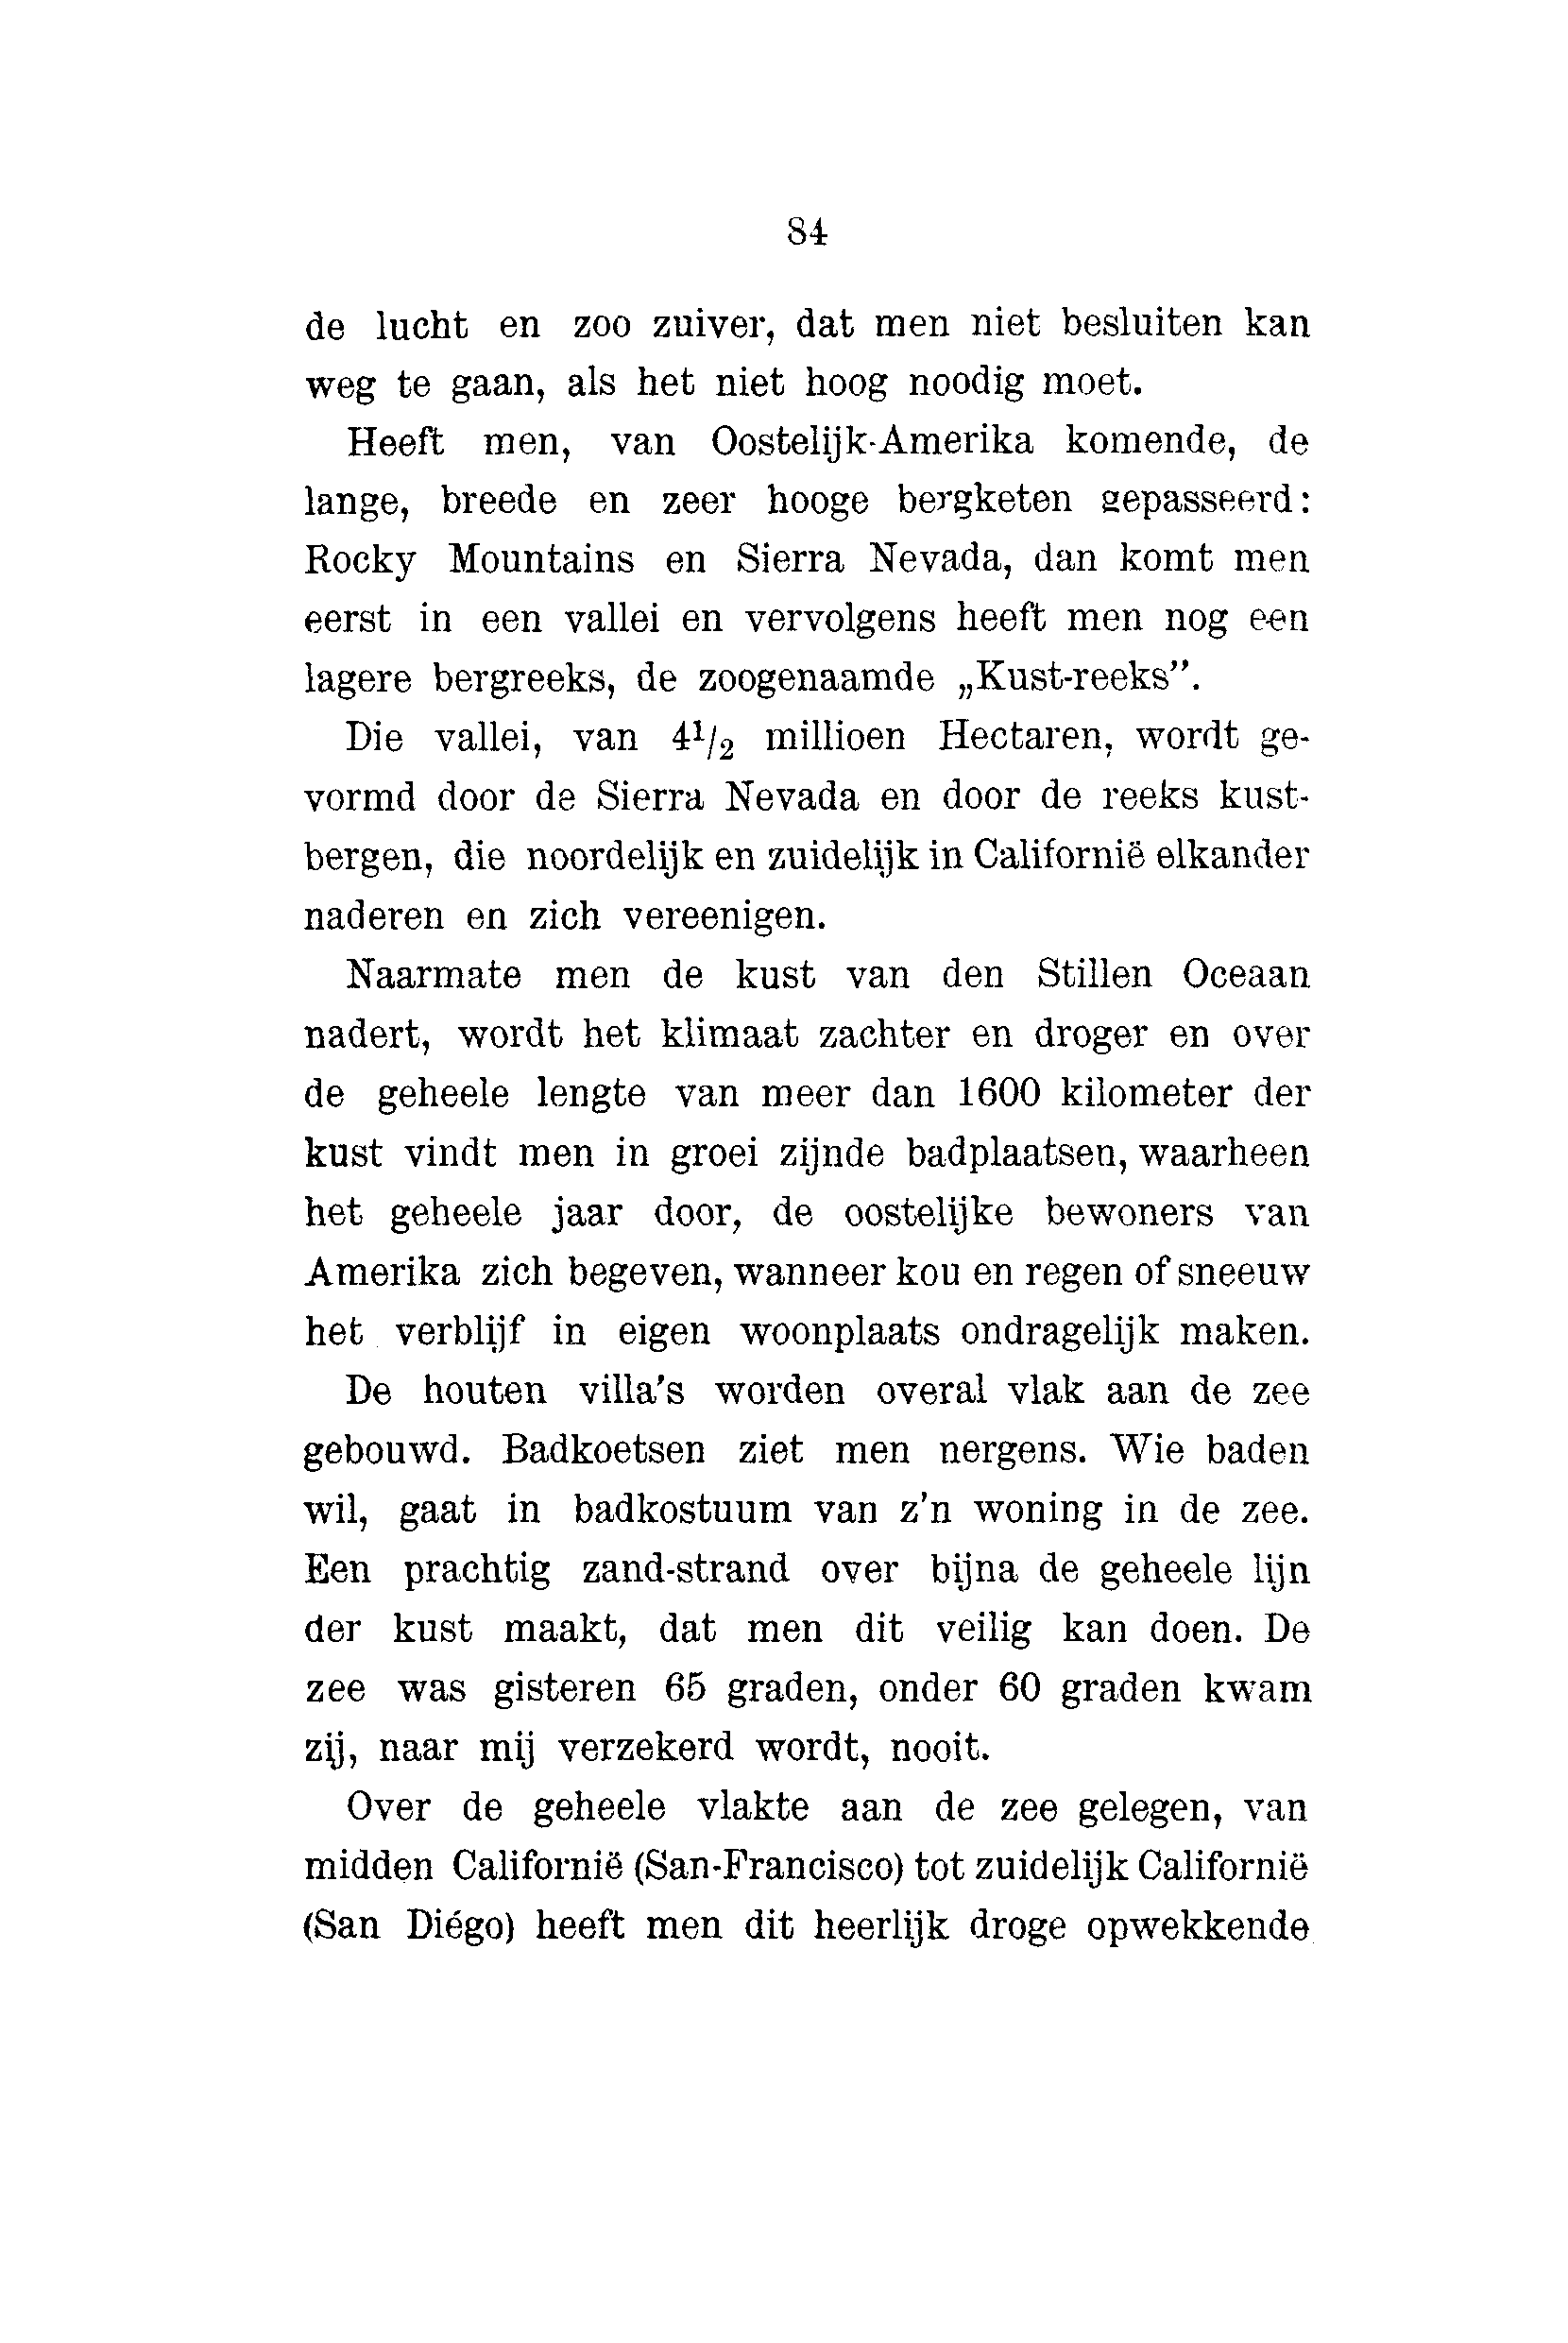 84
de lucht en zoo zuiver, dat men niet besluiten kan
weg te gaan, als het niet hoog noodig moet.
Heeft men, van Oostelijk-Amerika komende, de
lange, breede en zeer hooge bergketen gepasseerd:
Rocky Mountains en Sierra Nevada, dan komt men
eerst in een vallei en vervolgens heeft men nog een
lagere bergreeks, de zoogenaamde „Kust-reeks”.
Die vallei, van 4¹/₂ millioen Hectaren, wordt ge-
vormd door de Sierra Nevada en door de reeks kust-
bergen, die noordelijk en zuidelijk in Californië elkander
naderen en zich vereenigen.
Naarmate men de kust van den Stillen Oceaan
nadert, wordt het klimaat zachter en droger en over
de geheele lengte van meer dan 1600 kilometer der
kust vindt men in groei zijnde badplaatsen, waarheen
het geheele jaar door, de oostelijke bewoners van
Amerika zich begeven, wanneer kou en regen of sneeuw
het verblijf in eigen woonplaats ondragelijk maken.
De houten villa's worden overal vlak aan de zee
gebouwd. Badkoetsen ziet men nergens. Wie baden
wil, gaat in badkostuum van z'n woning in de zee.
Een prachtig zand-strand over bijna de geheele lijn
der kust maakt, dat men dit veilig kan doen. De
zee was gisteren 65 graden, onder 60 graden kwam
zij, naar mij verzekerd wordt, nooit.
Over de geheele vlakte aan de zee gelegen, van
midden Californië (San-Francisco) tot zuidelijk Californië
(San Diégo) heeft men dit heerlijk droge opwekkende